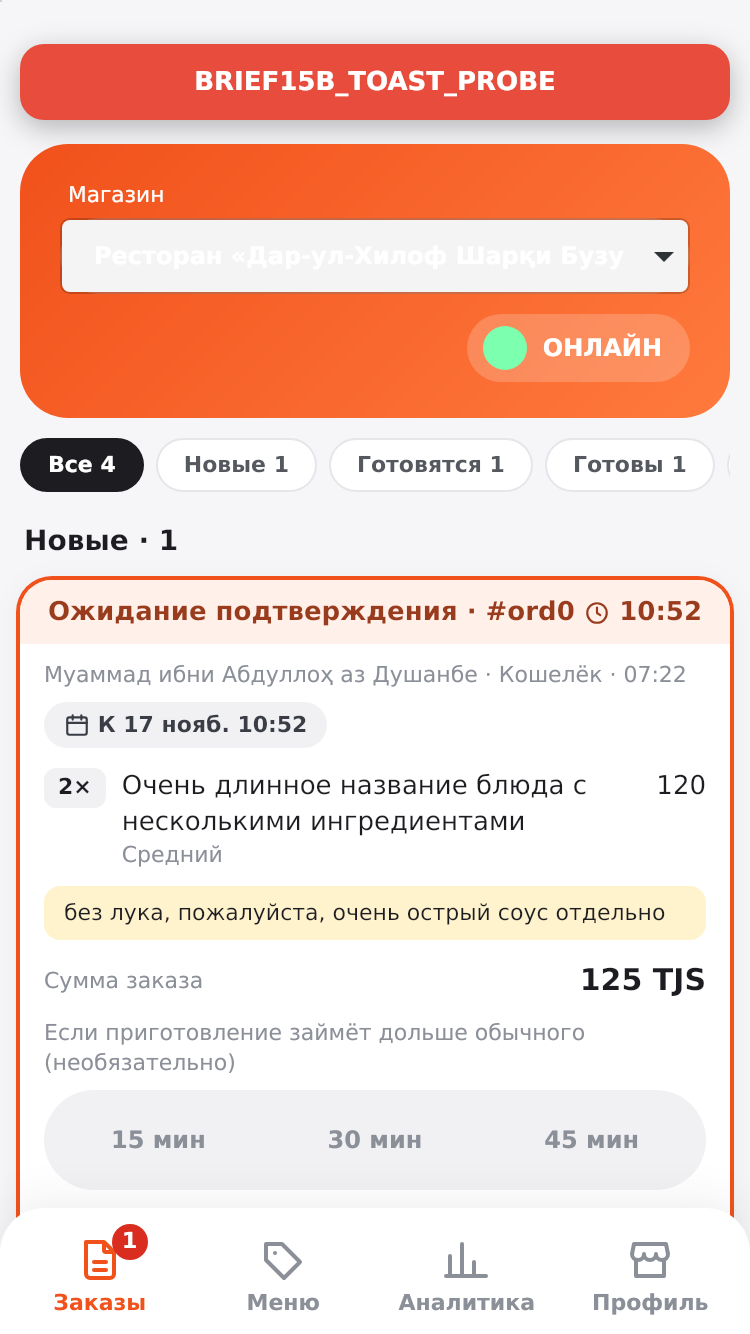 BRIEF15B_TOAST_PROBE
Магазин
Ресторан «Дар-ул-Хилоф Шарқи Бузу
ОНЛАЙН
Все 4
Новые 1
Готовятся 1
Готовы 1
Новые · 1
Ожидание подтверждения · #ord0 10:52
Муаммад ибни Абдуллоҳ аз Душанбе · Кошелёк · 07:22
К 17 нояб. 10:52
2× Очень длинное название блюда с 120
несколькими ингредиентами
Средний
без лука, пожалуйста, очень острый соус отдельно
Сумма заказа 125 TJS
Если приготовление займёт дольше обычного
(необязательно)
15 мин 30 мин 45 мин
1
Заказы Меню Аналитика Профиль